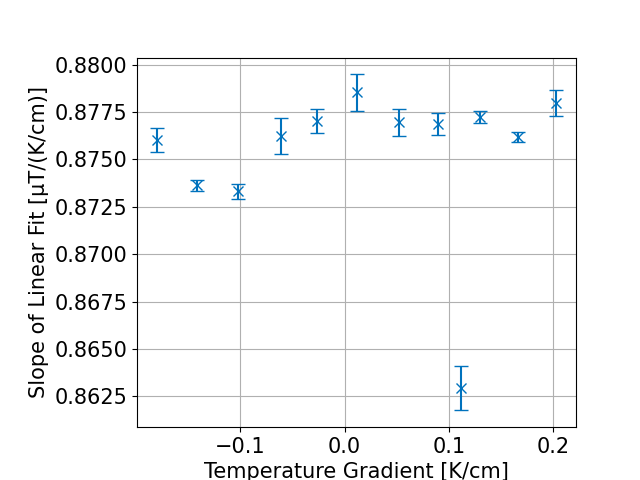 0.8800
0.8775
0.8750
0.8725
0.8700
0.8675
0.8650
0.8625
Slope of Linear Fit [µT/(K/cm)]
−0.1 0.0 0.1 0.2
Temperature Gradient [K/cm]